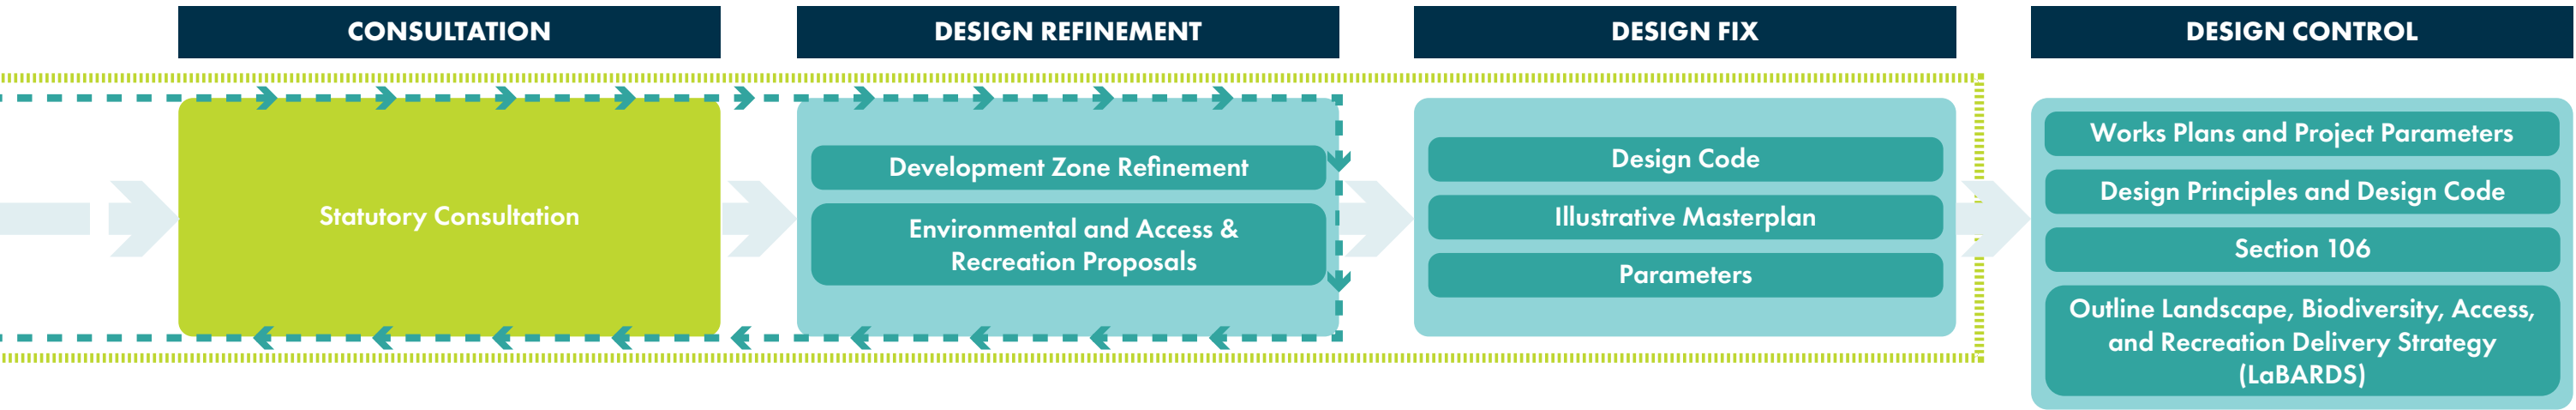 CONSULTATION
DESIGN REFINEMENT
DESIGN FIX
DESIGN CONTROL
Statutory Consultation
Development Zone Refinement
Environmental and Access &
Recreation Proposals
Design Code
Illustrative Masterplan
Parameters
Works Plans and Project Parameters
Design Principles and Design Code
Section 106
Outline Landscape, Biodiversity, Access,
and Recreation Delivery Strategy
(LaBARDS)